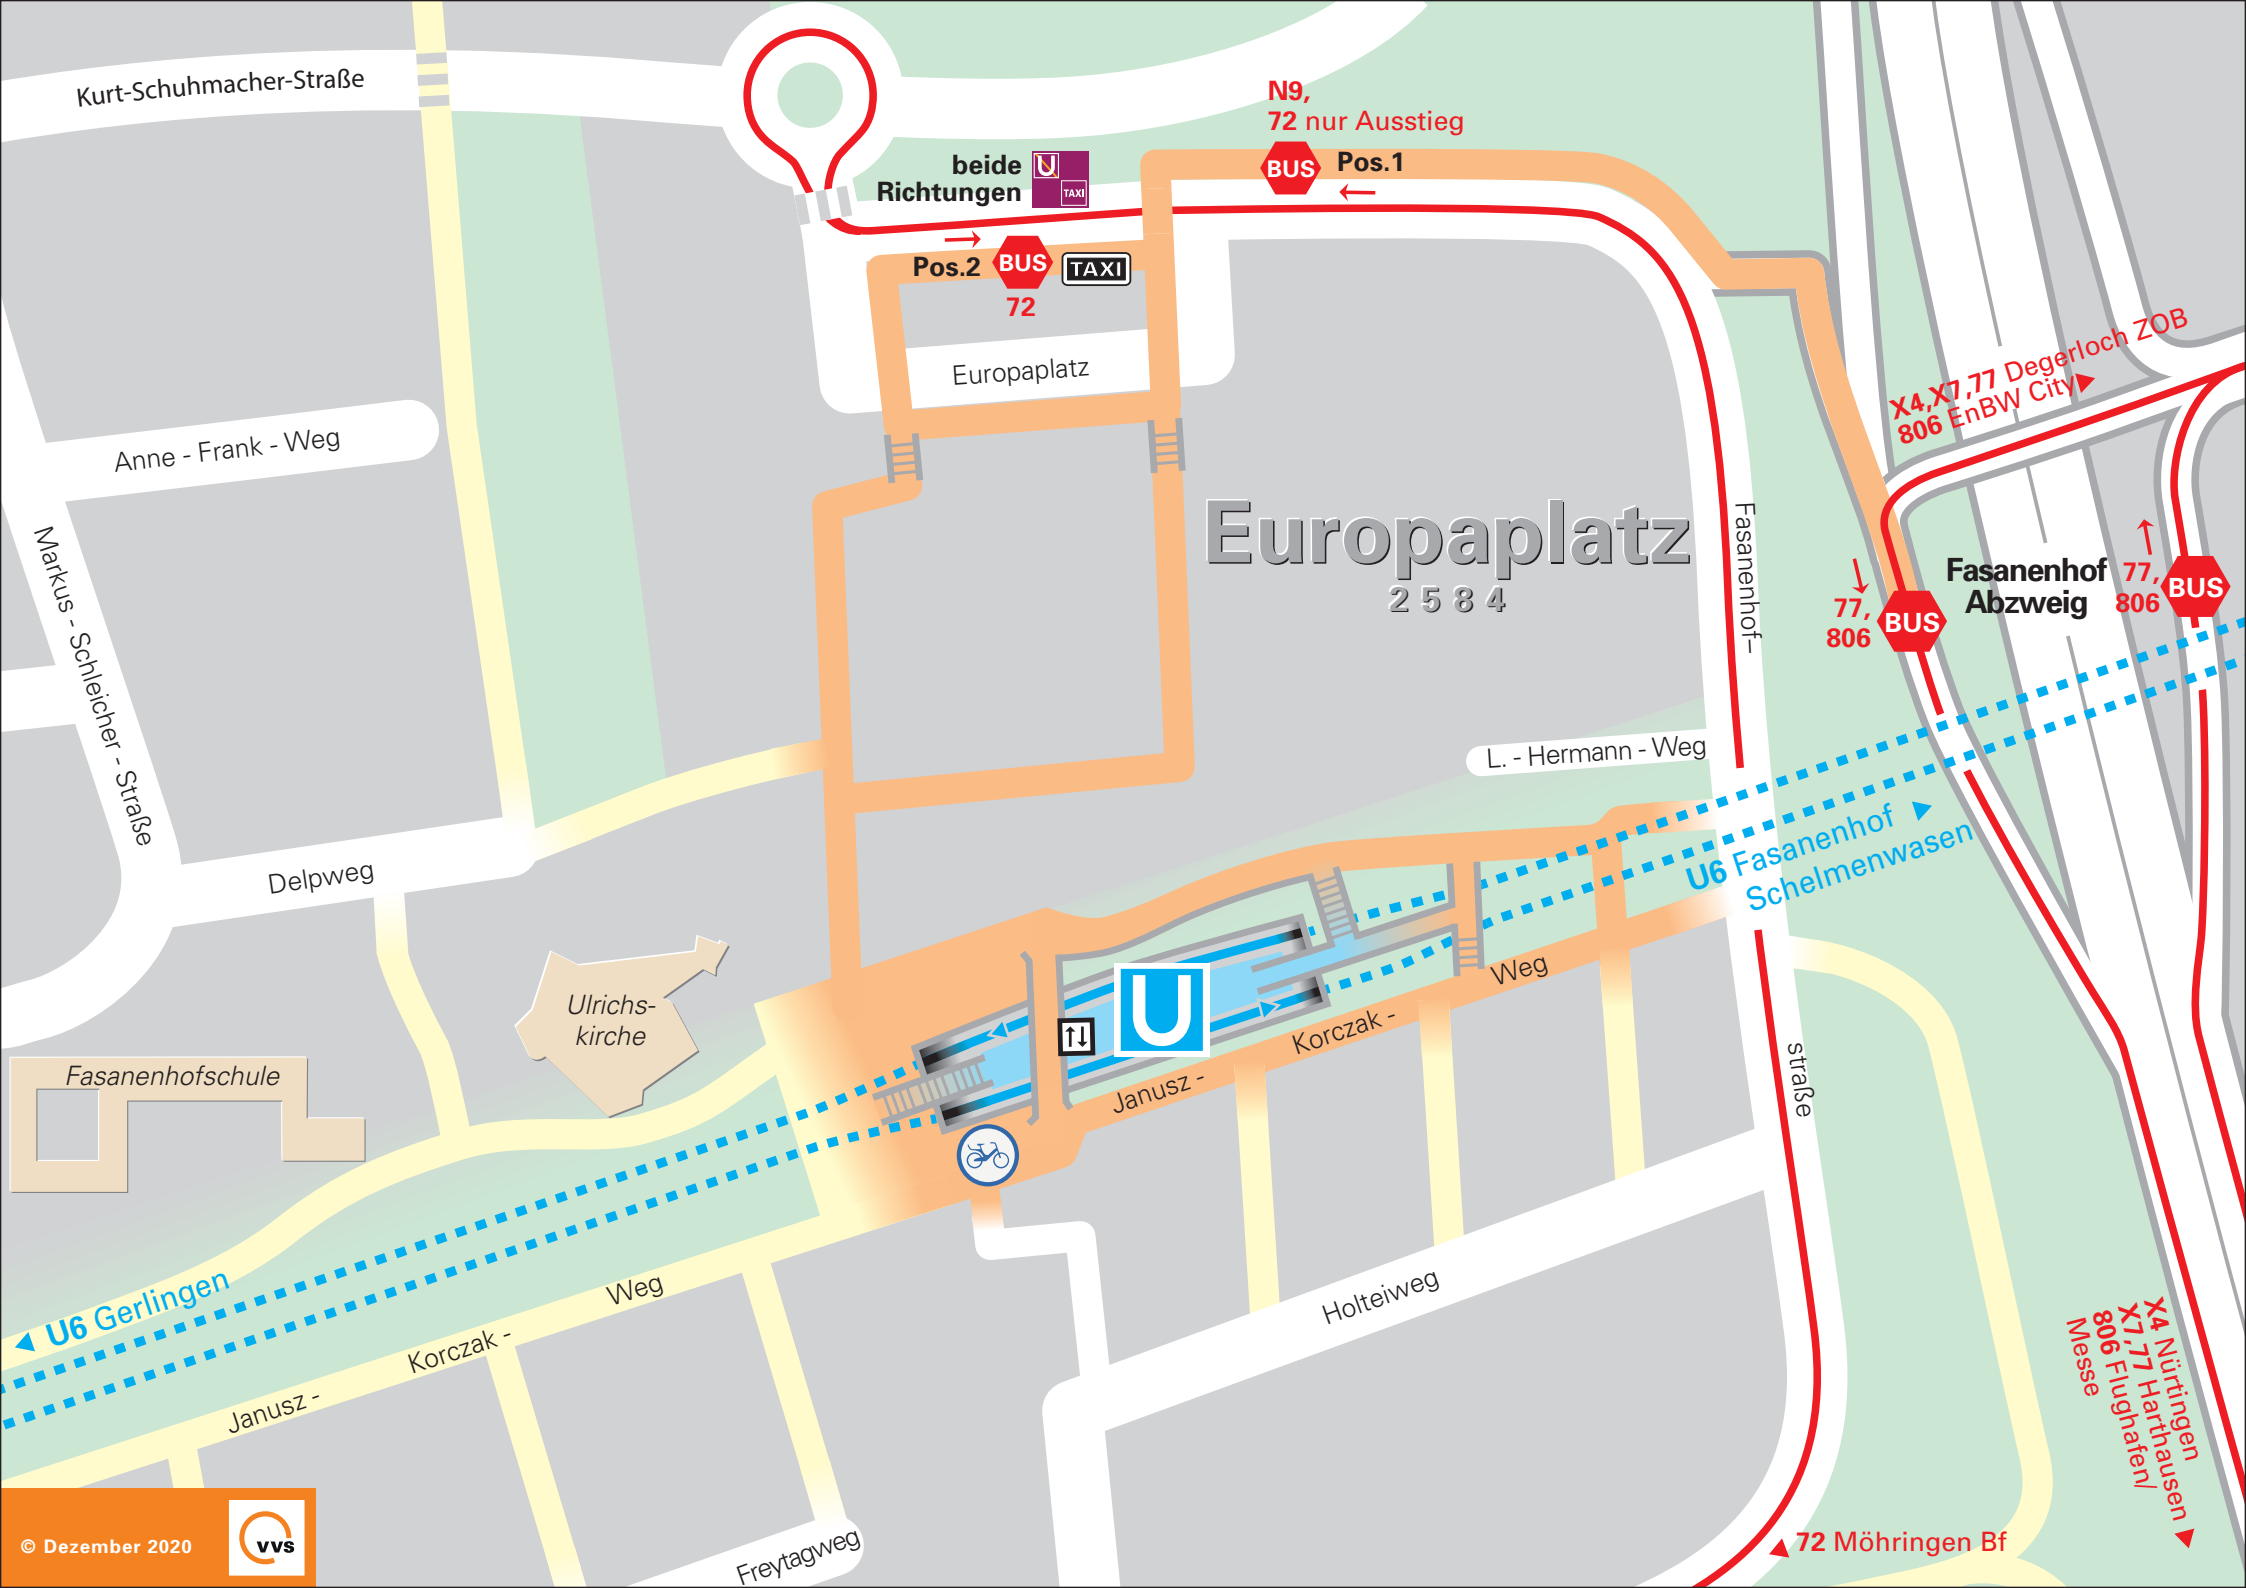 Kurt-Schuhmacher-Straße
N9,
72 nur Ausstieg
BUS
Pos.1
beide
Richtungen
U
TAXI
Pos.2
BUS
TAXI
72
Europaplatz
X4,X7,77 Degerloch ZOB
806 EnBW City
Anne - Frank - Weg
Europaplatz
2584
Markus - Schleicher - Straße
Fasanenhof–
straße
77,
806
BUS
Fasanenhof
Abzweig
77,
806
BUS
L. - Hermann - Weg
U6 Fasanenhof
Schelmenwasen
Delpweg
Ulrichs-
kirche
Fasanenhofschule
U
Janusz -
Korczak -
Weg
U6 Gerlingen
Janusz -
Korczak -
Weg
Holteiweg
X4 Nürtingen
X7,77 Harthausen
806 Flughafen/
Messe
Freytagweg
72 Möhringen Bf
© Dezember 2020
vvs